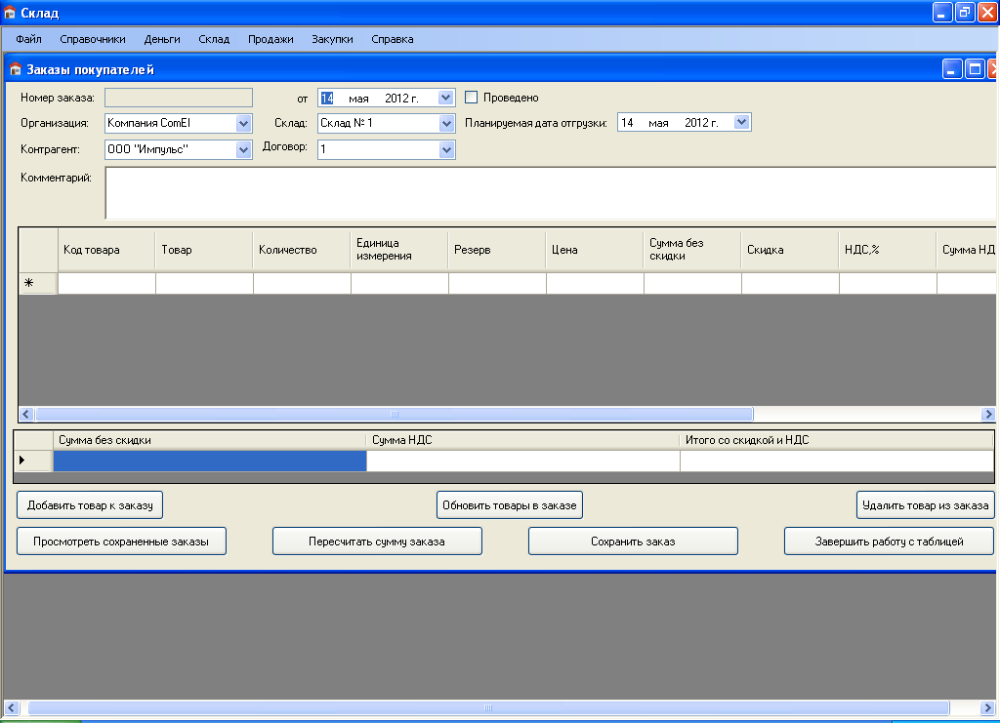 Склад
Файл Справочники Деньги Склад Продажи Закупки Справка
Заказы покупателей
Номер заказа: от 14 мая 2012 г. Проведено
Организация: Компания ComEl Склад: Склад № 1 Планируемая дата отгрузки: 14 мая 2012 г.
Контрагент: ООО "Импульс" Договор: 1
Комментарий:
Код товара Товар Количество Единица измерения Резерв Цена Сумма без скидки Скидка НДС,% Сумма НД
Сумма без скидки Сумма НДС Итого со скидкой и НДС
Добавить товар к заказу Обновить товары в заказе Удалить товар из заказа
Просмотреть сохраненные заказы Пересчитать сумму заказа Сохранить заказ Завершить работу с таблицей